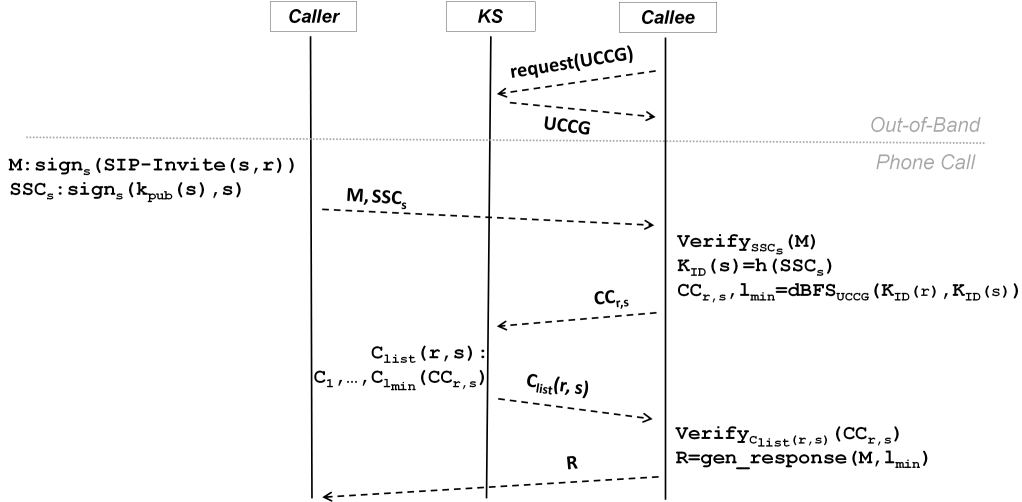 Caller
KS
Callee
request(UCCG)
UCCG
Out-of-Band
Phone Call
M:signs(SIP-Invite(s,r))
SSCs:signs(kpub(s),s)
M,SSCs
VerifySSCs(M)
KID(s)=h(SSCs)
CCr,s,lmin=dBFSUCCG(KID(r),KID(s))
CCr,s
Clist(r,s):
C1,…,Clmin(CCr,s)
Clist(r, s)
VerifyClist(r,s)(CCr,s)
R=gen_response(M,lmin)
R